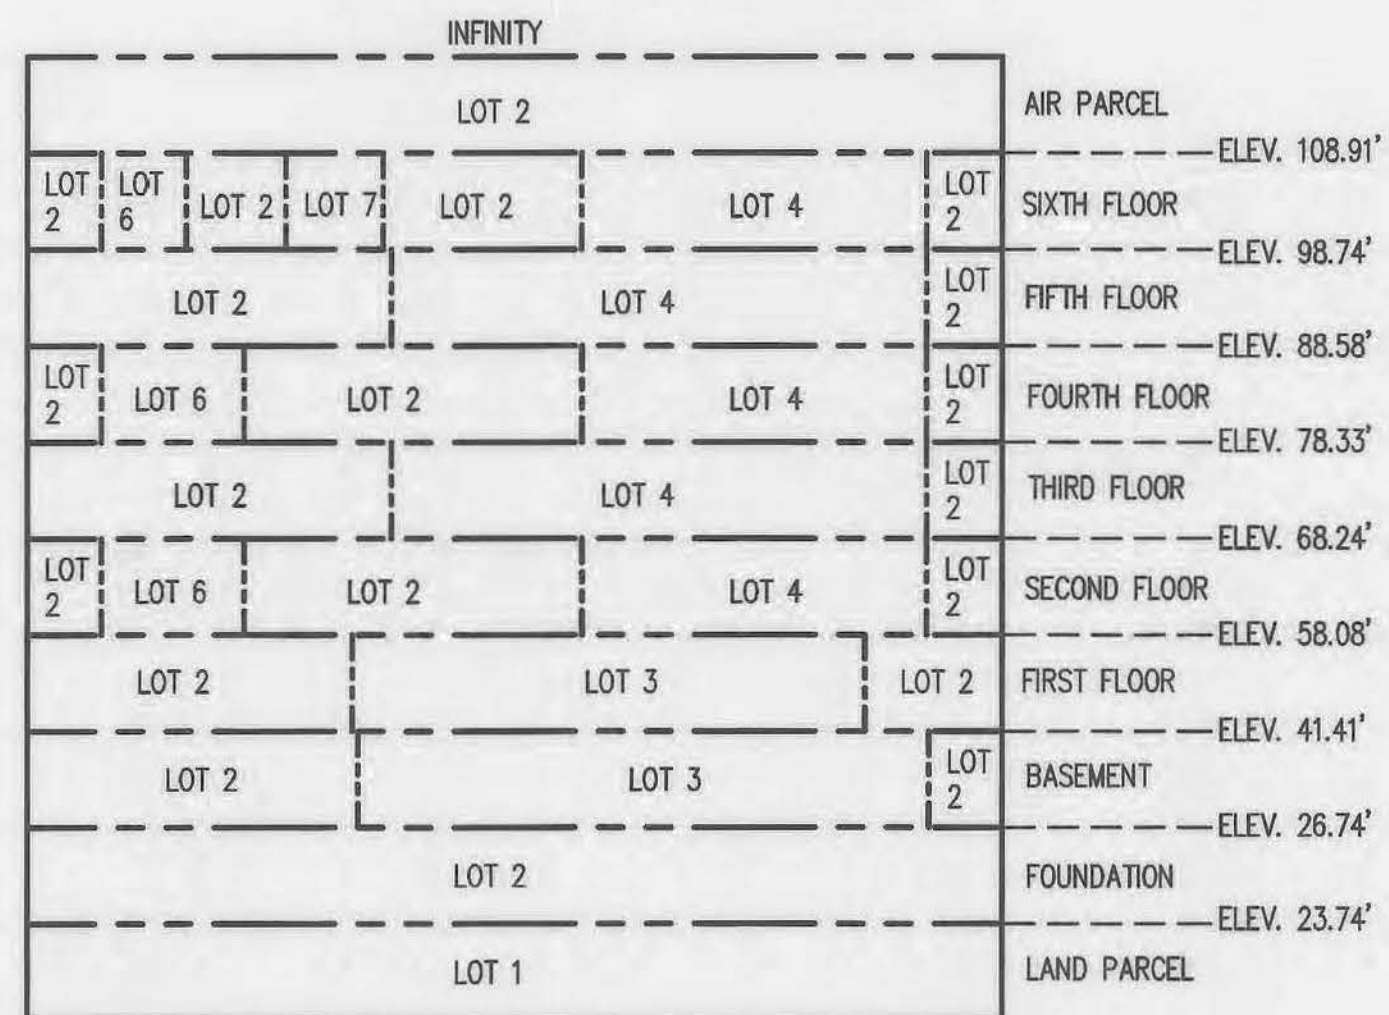 INFINITY
LOT 2 AIR PARCEL
ELEV. 108.91'
LOT 2 LOT 6 LOT 2 LOT 7 LOT 2 LOT 4 LOT 2 SIXTH FLOOR
ELEV. 98.74'
LOT 2 LOT 4 LOT 2 FIFTH FLOOR
ELEV. 88.58'
LOT 2 LOT 6 LOT 2 LOT 4 LOT 2 FOURTH FLOOR
ELEV. 78.33'
LOT 2 LOT 4 LOT 2 THIRD FLOOR
ELEV. 68.24'
LOT 2 LOT 6 LOT 2 LOT 4 LOT 2 SECOND FLOOR
ELEV. 58.08'
LOT 2 LOT 3 LOT 2 FIRST FLOOR
ELEV. 41.41'
LOT 2 LOT 3 LOT 2 BASEMENT
ELEV. 26.74'
LOT 2 FOUNDATION
ELEV. 23.74'
LOT 1 LAND PARCEL